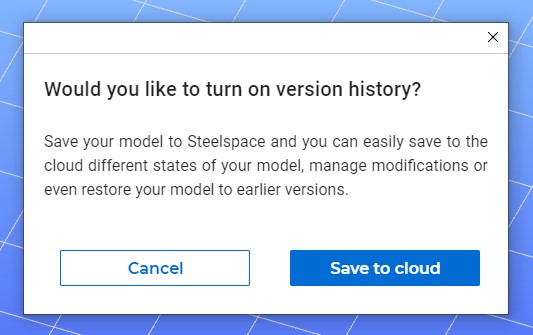 Would you like to turn on version history?
Save your model to Steelspace and you can easily save to the
cloud different states of your model, manage modifications or
even restore your model to earlier versions.
Cancel
Save to cloud